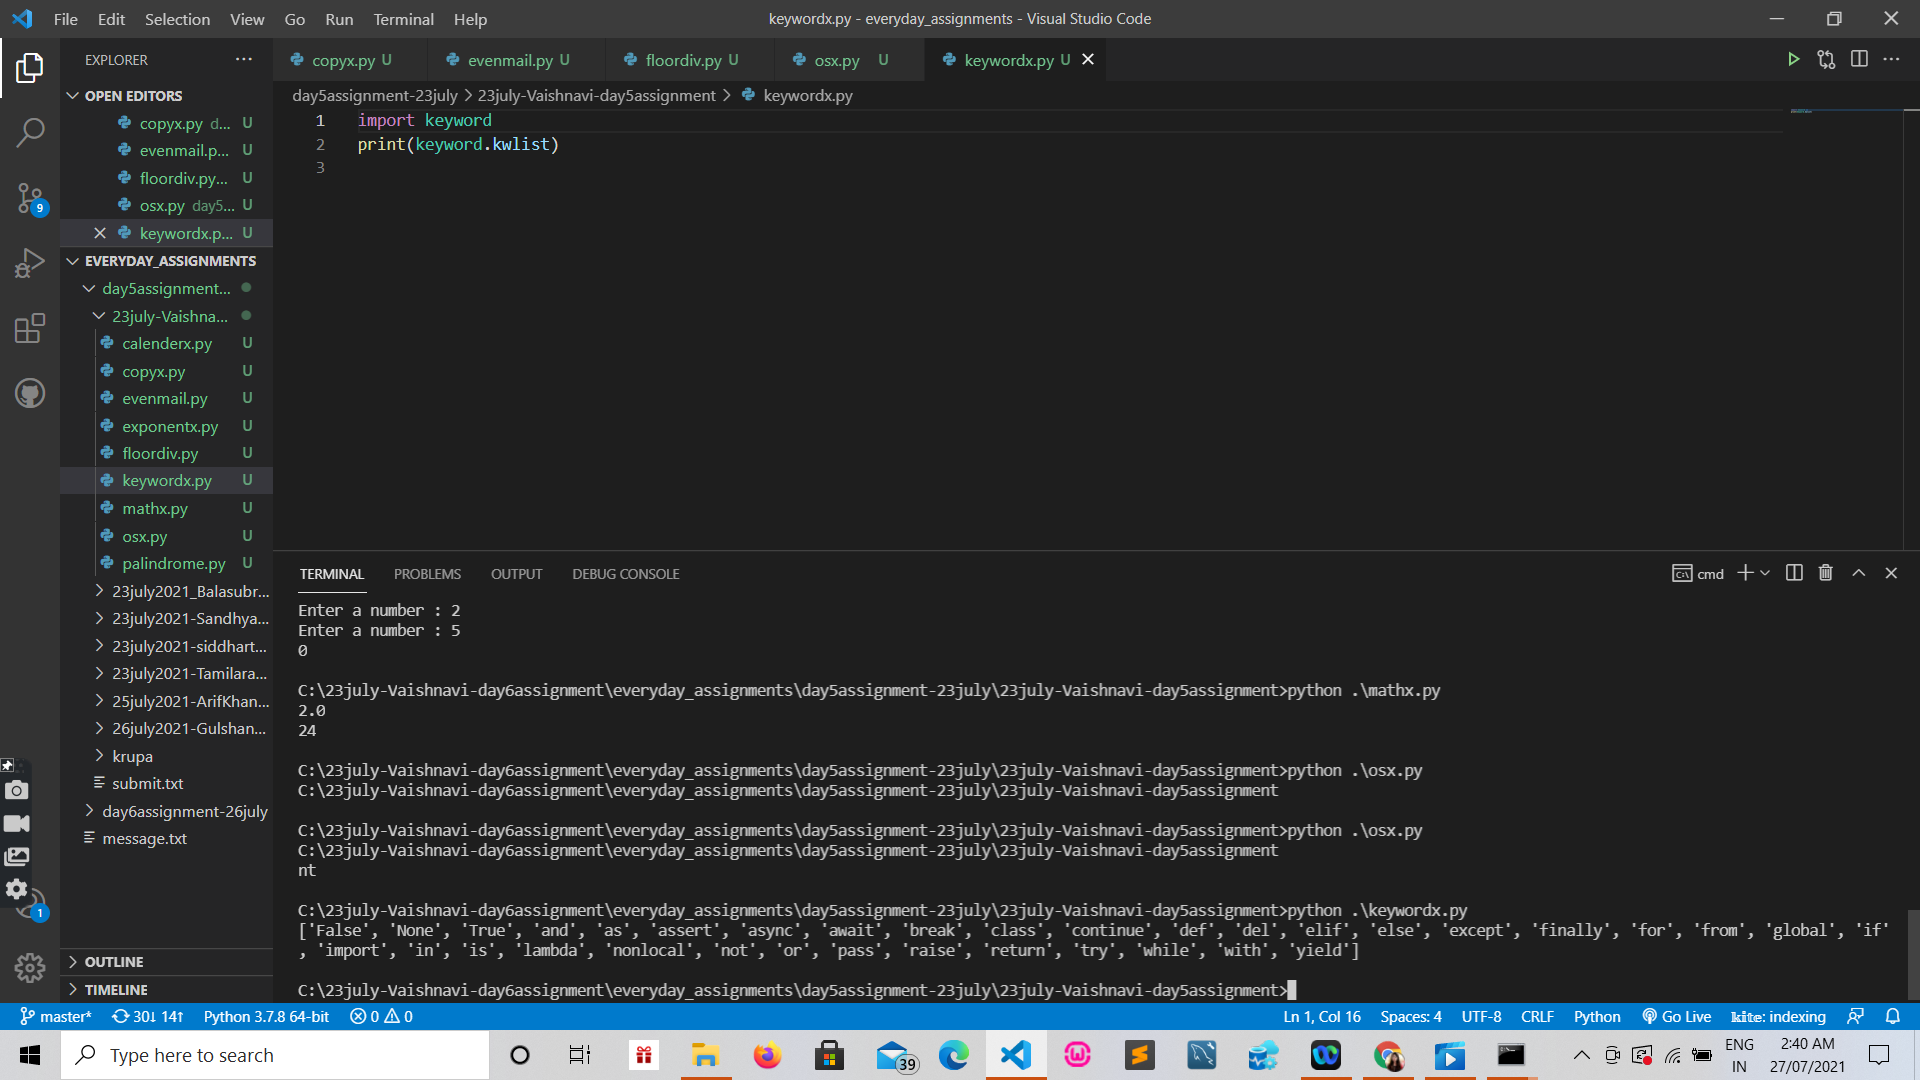 File Edit Selection View Go Run Terminal Help
keywordx.py - everyday_assignments - Visual Studio Code
EXPLORER
copyx.py U
evenmail.py U
floordiv.py U
osx.py U
keywordx.py U
OPEN EDITORS
copyx.py d... U
evenmail.p... U
floordiv.py... U
osx.py day5... U
keywordx.p... U
EVERYDAY_ASSIGNMENTS
day5assignment...
23july-Vaishna...
calenderx.py U
copyx.py U
evenmail.py U
exponentx.py U
floordiv.py U
keywordx.py U
mathx.py U
osx.py U
palindrome.py U
23july2021_Balasubr...
23july2021-Sandhya...
23july2021-siddhart...
23july2021-Tamilara...
25july2021-ArifKhan...
26july2021-Gulshan...
krupa
submit.txt
day6assignment-26july
message.txt
OUTLINE
TIMELINE
9
1
day5assignment-23july > 23july-Vaishnavi-day5assignment > keywordx.py
1 import keyword
2 print(keyword.kwlist)
3
TERMINAL PROBLEMS OUTPUT DEBUG CONSOLE
cmd
Enter a number : 2
Enter a number : 5
0
C:\23july-Vaishnavi-day6assignment\everyday_assignments\day5assignment-23july\23july-Vaishnavi-day5assignment>python .\mathx.py
2.0
24
C:\23july-Vaishnavi-day6assignment\everyday_assignments\day5assignment-23july\23july-Vaishnavi-day5assignment>python .\osx.py
C:\23july-Vaishnavi-day6assignment\everyday_assignments\day5assignment-23july\23july-Vaishnavi-day5assignment
C:\23july-Vaishnavi-day6assignment\everyday_assignments\day5assignment-23july\23july-Vaishnavi-day5assignment>python .\osx.py
C:\23july-Vaishnavi-day6assignment\everyday_assignments\day5assignment-23july\23july-Vaishnavi-day5assignment
nt
C:\23july-Vaishnavi-day6assignment\everyday_assignments\day5assignment-23july\23july-Vaishnavi-day5assignment>python .\keywordx.py
['False', 'None', 'True', 'and', 'as', 'assert', 'async', 'await', 'break', 'class', 'continue', 'def', 'del', 'elif', 'else', 'except', 'finally', 'for', 'from', 'global', 'if'
, 'import', 'in', 'is', 'lambda', 'nonlocal', 'not', 'or', 'pass', 'raise', 'return', 'try', 'while', 'with', 'yield']
C:\23july-Vaishnavi-day6assignment\everyday_assignments\day5assignment-23july\23july-Vaishnavi-day5assignment>
master* 30↓ 14↑ Python 3.7.8 64-bit 0 0
Ln 1, Col 16 Spaces: 4 UTF-8 CRLF Python Go Live kite: indexing
Type here to search
39
ENG
IN
2:40 AM
27/07/2021